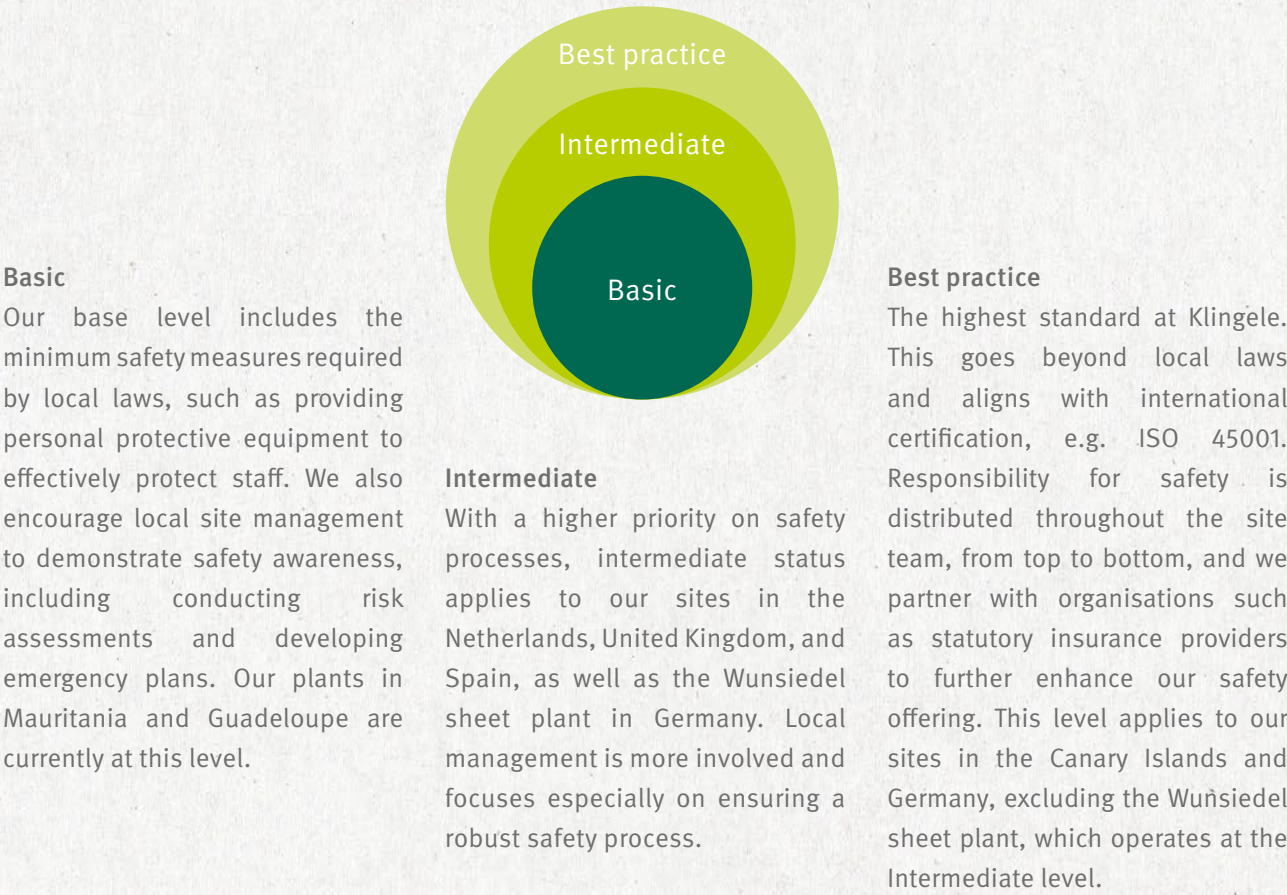 Best practice
Intermediate
Basic
Basic
Our base level includes the
minimum safety measures required
by local laws, such as providing
personal protective equipment to
effectively protect staff. We also
encourage local site management
to demonstrate safety awareness,
including conducting risk
assessments and developing
emergency plans. Our plants in
Mauritania and Guadeloupe are
currently at this level.
Intermediate
With a higher priority on safety
processes, intermediate status
applies to our sites in the
Netherlands, United Kingdom, and
Spain, as well as the Wunsiedel
sheet plant in Germany. Local
management is more involved and
focuses especially on ensuring a
robust safety process.
Best practice
The highest standard at Klingele.
This goes beyond local laws
and aligns with international
certification, e.g. ISO 45001.
Responsibility for safety is
distributed throughout the site
team, from top to bottom, and we
partner with organisations such
as statutory insurance providers
to further enhance our safety
offering. This level applies to our
sites in the Canary Islands and
Germany, excluding the Wunsiedel
sheet plant, which operates at the
Intermediate level.